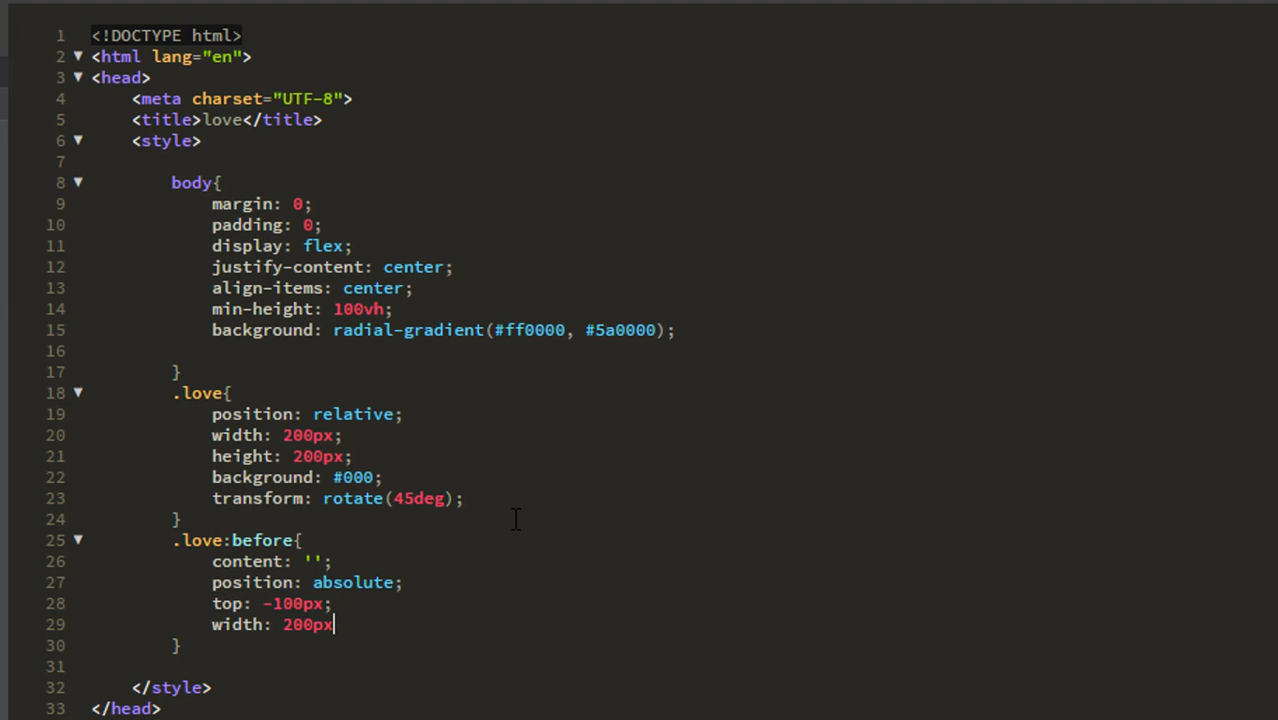 1 <!DOCTYPE html>
2 ▼ <html lang="en">
3 ▼ <head>
4 <meta charset="UTF-8">
5 <title>love</title>
6 ▼ <style>
7
8 ▼ body{
9 margin: 0;
10 padding: 0;
11 display: flex;
12 justify-content: center;
13 align-items: center;
14 min-height: 100vh;
15 background: radial-gradient(#ff0000, #5a0000);
16
17 }
18 ▼ .love{
19 position: relative;
20 width: 200px;
21 height: 200px;
22 background: #000;
23 transform: rotate(45deg);
24 }
25 ▼ .love:before{
26 content: '';
27 position: absolute;
28 top: -100px;
29 width: 200px
30 }
31
32 </style>
33 </head>